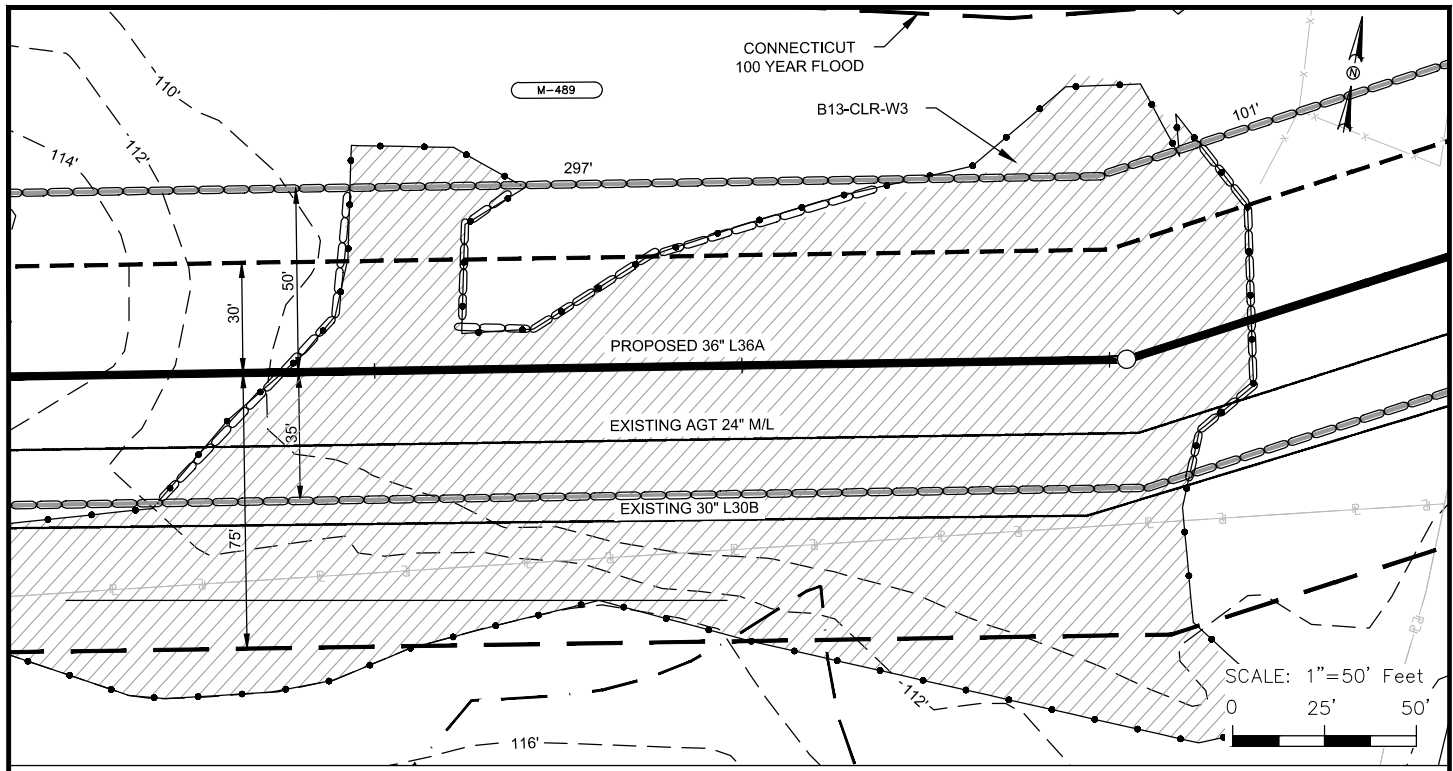 CONNECTICUT
100 YEAR FLOOD
N
110'
M-489
B13-CLR-W3
101'
112'
114'
297'
50'
30'
PROPOSED 36" L36A
EXISTING AGT 24" M/L
35'
EXISTING 30" L30B
75'
112'
116'
SCALE: 1"=50' Feet
0 25' 50'